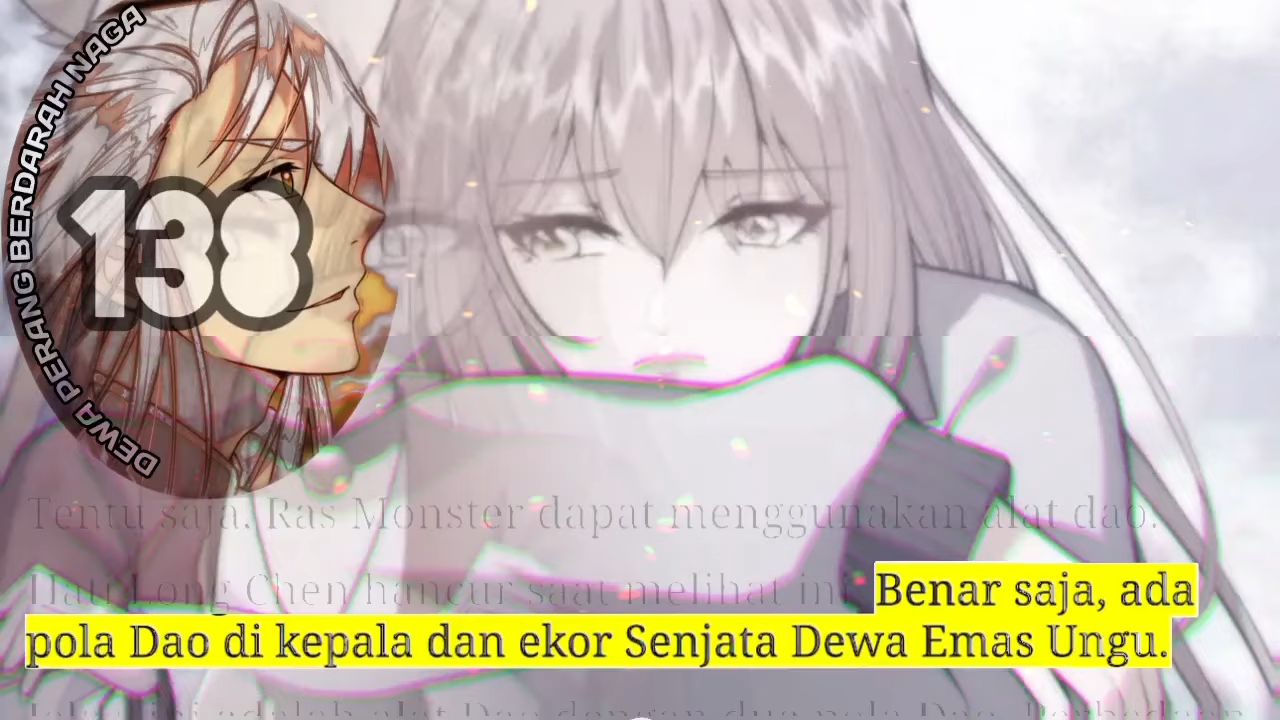 DEWA PERANG BERDARAH NAGA
138
Tentu saja, Ras Monster dapat menggunakan alat dao.
Hati Long Chen hancur saat melihat ini. Benar saja, ada
pola Dao di kepala dan ekor Senjata Dewa Emas Ungu.